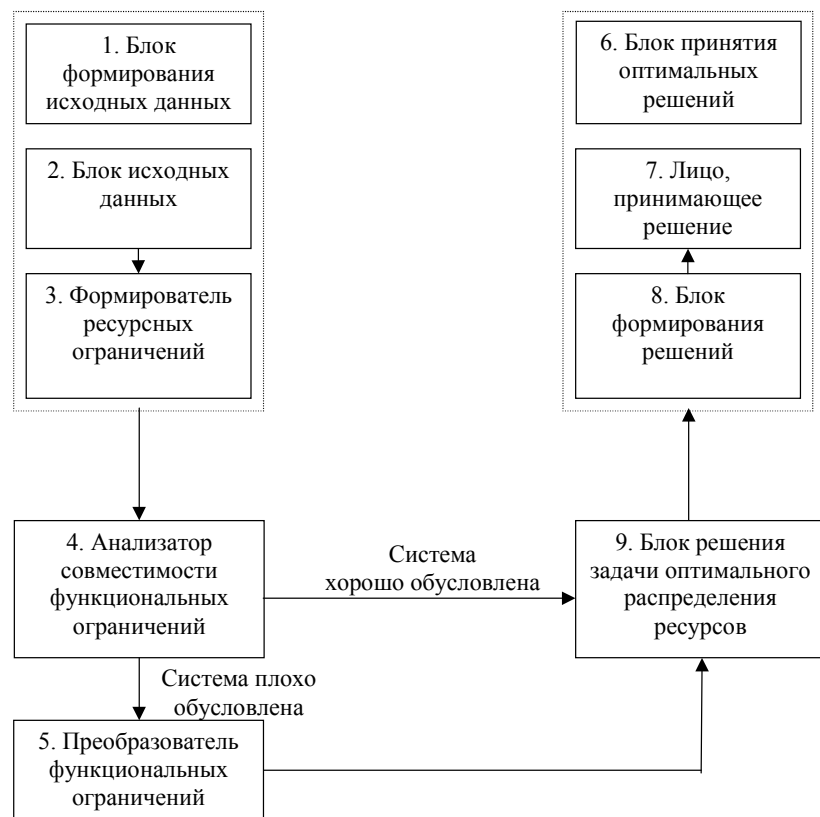 1. Блок
формирования
исходных данных
2. Блок исходных
данных
3. Формирователь
ресурсных
ограничений
6. Блок принятия
оптимальных
решений
7. Лицо,
принимающее
решение
8. Блок
формирования
решений
4. Анализатор
совместимости
функциональных
ограничений
Система
хорошо обусловлена
9. Блок решения
задачи оптимального
распределения
ресурсов
Система плохо
обусловлена
5. Преобразователь
функциональных
ограничений